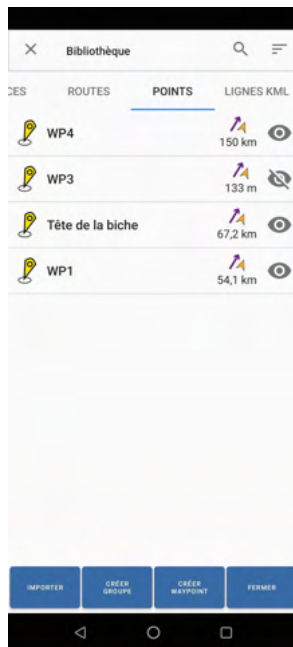 Bibliothèque
CES ROUTES POINTS LIGNES KML
WP4
150 km
WP3
133 m
Tête de la biche
67,2 km
WP1
54,1 km
IMPORTER
CRÉER
GROUPE
CRÉER
WAYPOINT
FERMER